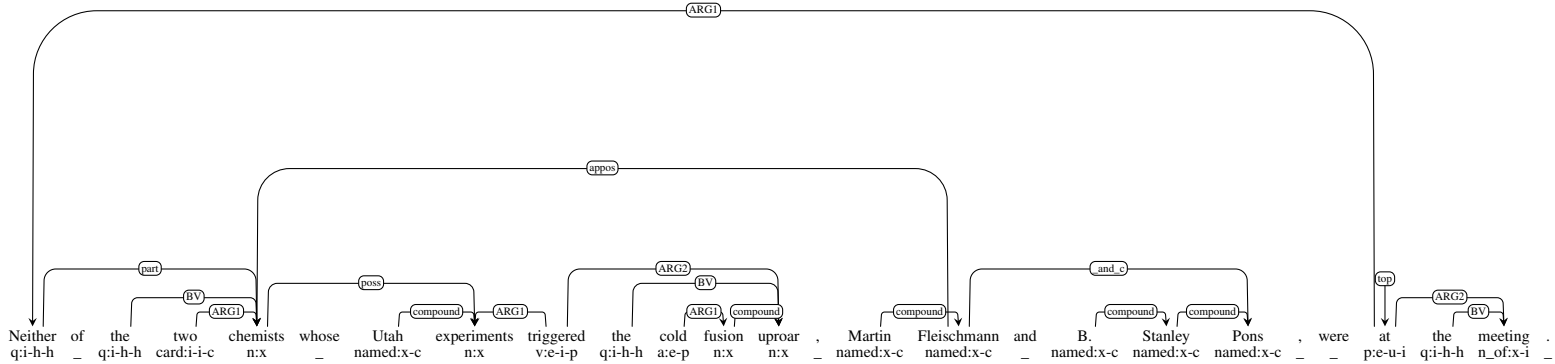 ARG1
appos
part
ARG2
_and_c
top
poss
BV
BV
ARG2
ARG1
compound
ARG1
ARG1
compound
compound
compound
compound
BV
Neither of the two chemists whose Utah experiments triggered the cold fusion uproar , Martin Fleischmann and B. Stanley Pons , were at the meeting .
q:i-h-h _ q:i-h-h card:i-i-c n:x _ named:x-c n:x v:e-i-p q:i-h-h a:e-p n:x n:x _ named:x-c named:x-c _ named:x-c named:x-c named:x-c _ _ p:e-u-i q:i-h-h n_of:x-i _